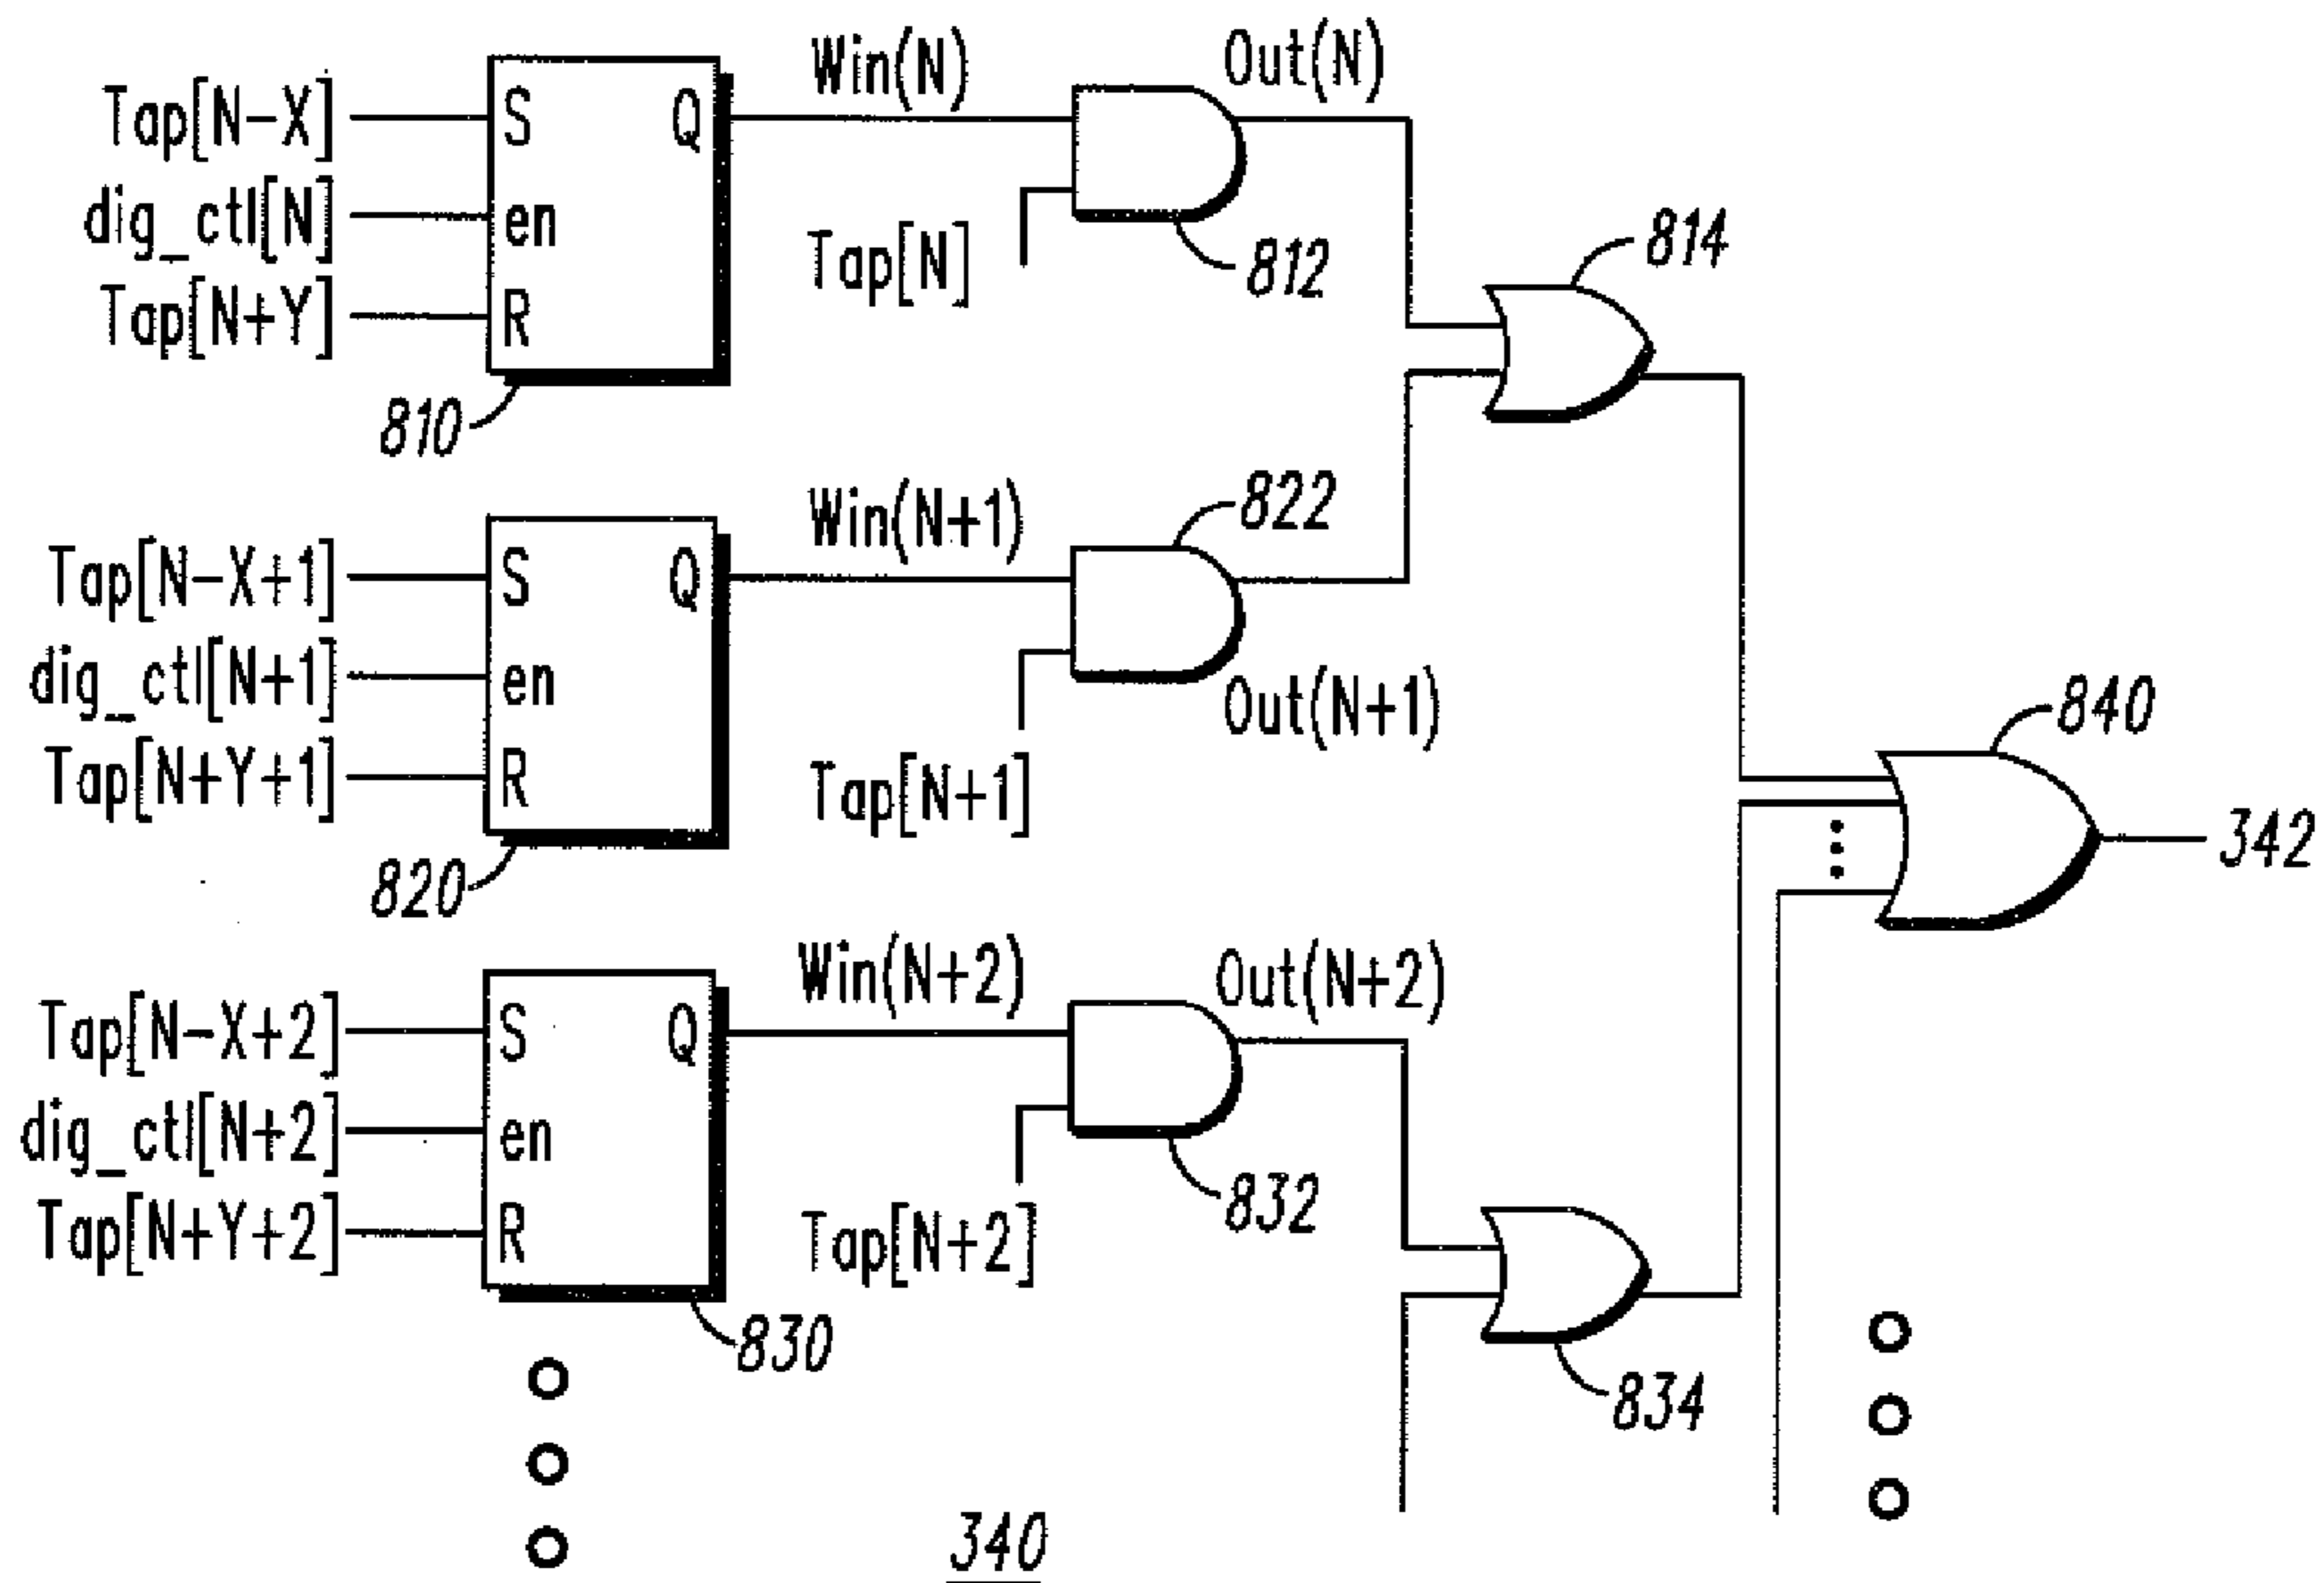 Tap[N-X]
dig_ctl[N]
Tap[N+Y]
S
en
R
Q
810
Win(N)
Tap[N]
Out(N)
812
814
Tap[N-X+1]
dig_ctl[N+1]
Tap[N+Y+1]
S
en
R
Q
820
Win(N+1)
Tap[N+1]
822
Out(N+1)
840
342
Tap[N-X+2]
dig_ctl[N+2]
Tap[N+Y+2]
S
en
R
Q
830
Win(N+2)
Tap[N+2]
Out(N+2)
832
834
340